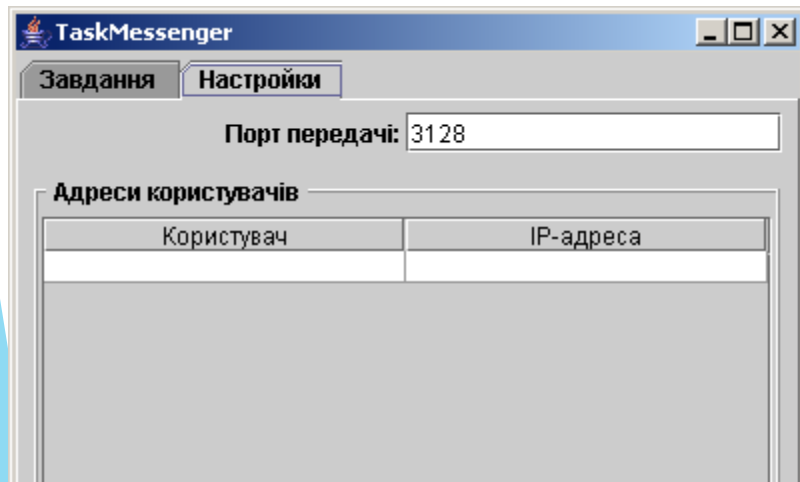 TaskMessenger
Завдання Настройки
Порт передачі: 3128
Адреси користувачів
Користувач IP-адреса